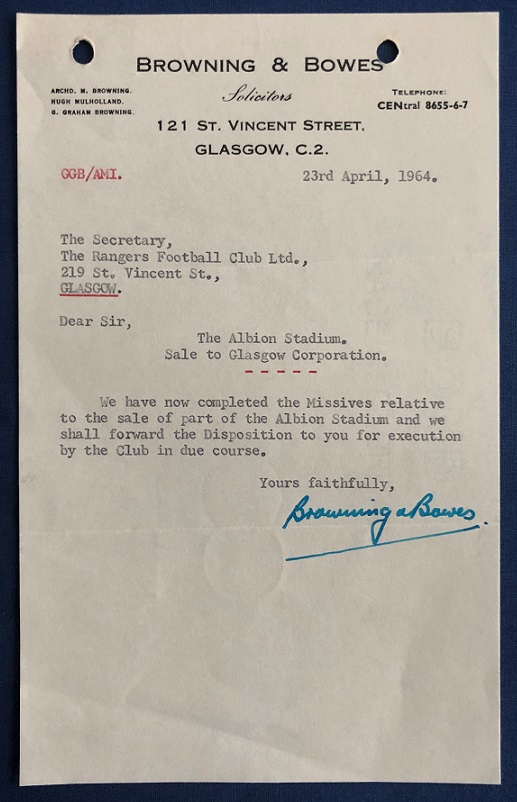 BROWNING & BOWES
Solicitors
ARCHD. M. BROWNING.
HUGH MULHOLLAND.
G. GRAHAM BROWNING.
TELEPHONE:
CENtral 8655-6-7
121 ST. VINCENT STREET,
GLASGOW, C.2.
GGB/AMI.
23rd April, 1964.
The Secretary,
The Rangers Football Club Ltd.,
219 St. Vincent St.,
GLASGOW.
Dear Sir,
The Albion Stadium.
Sale to Glasgow Corporation.
We have now completed the Missives relative
to the sale of part of the Albion Stadium and we
shall forward the Disposition to you for execution
by the Club in due course.
Yours faithfully,
Browning & Bowes.